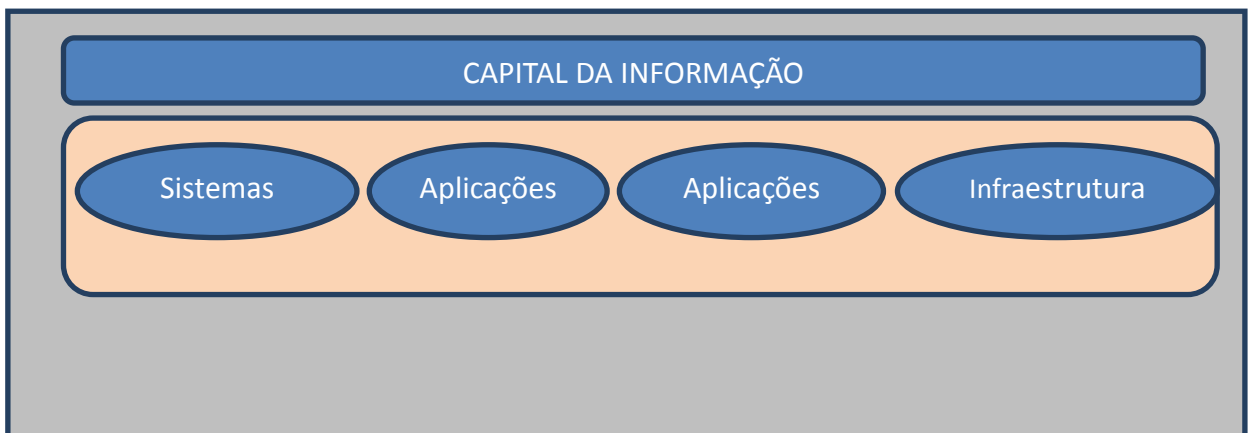 CAPITAL DA INFORMAÇÃO
Sistemas Aplicações Aplicações Infraestrutura